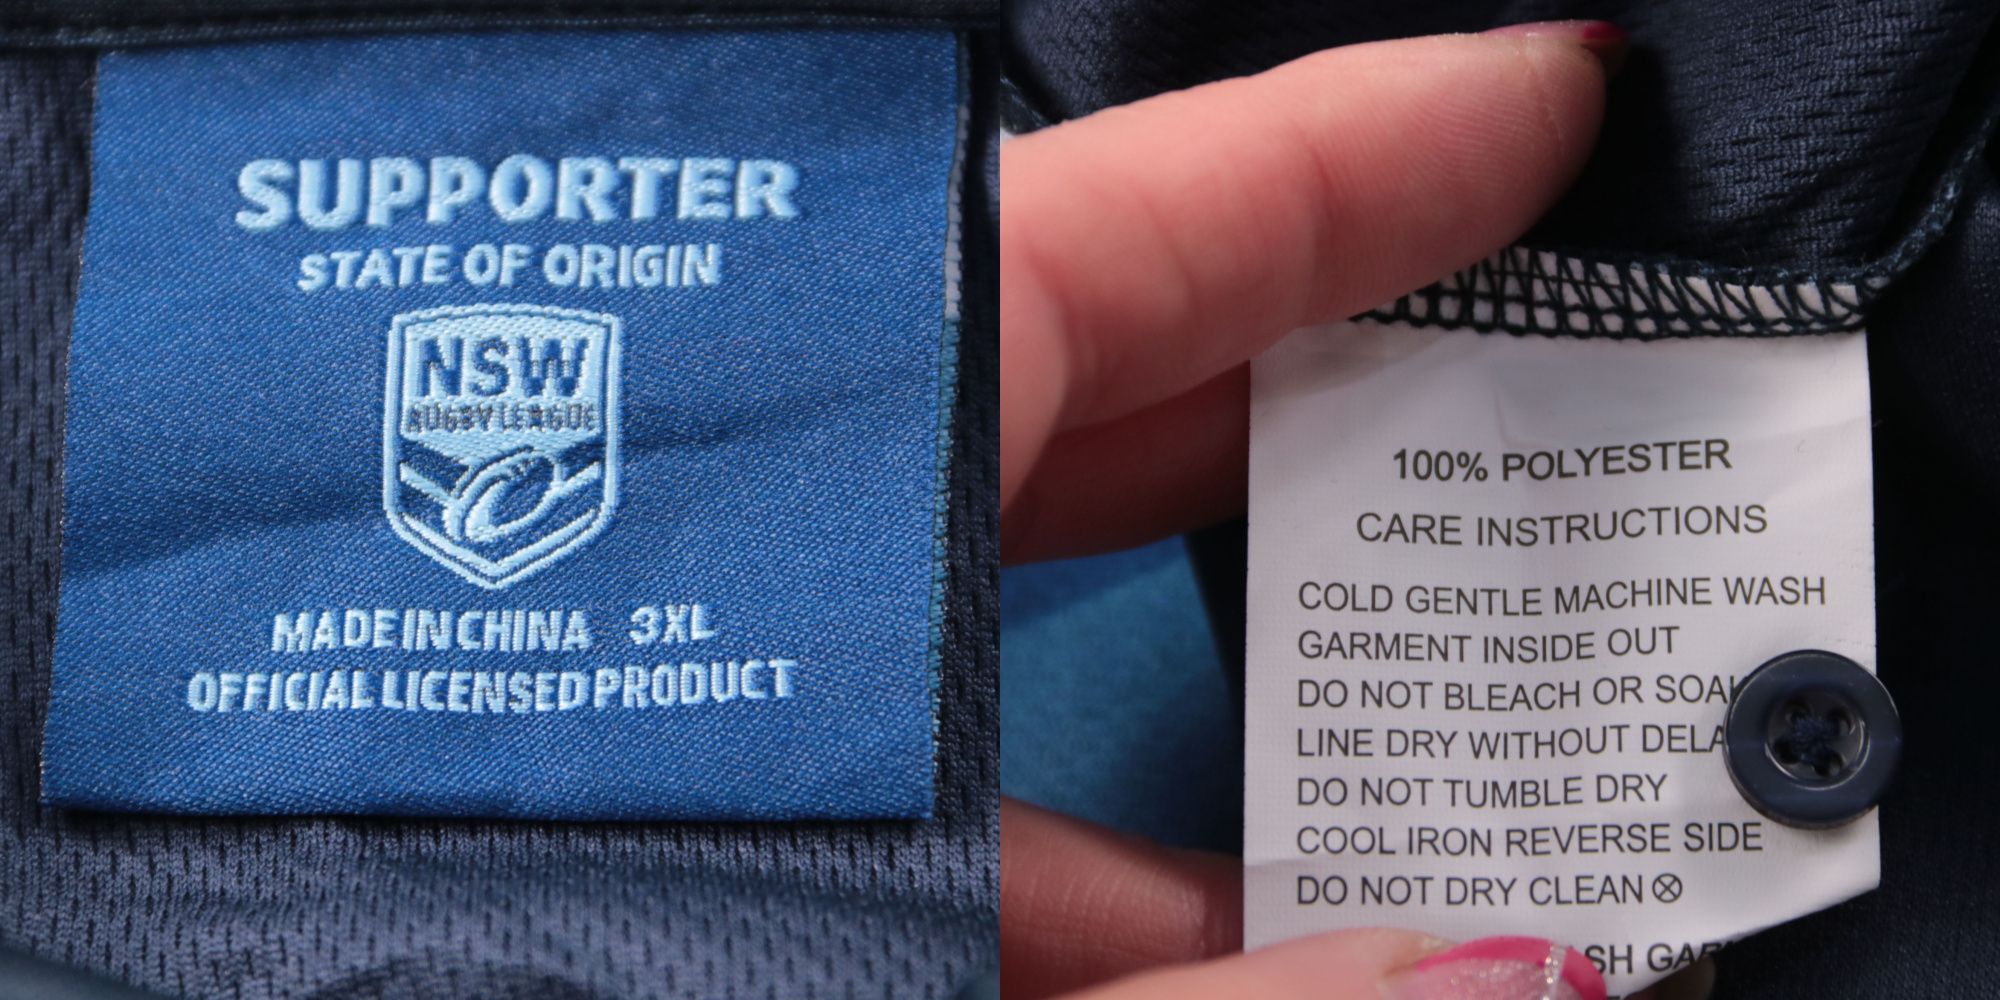 SUPPORTER
STATE OF ORIGIN
NSW
RUGBY LEAGUE
MADE IN CHINA 3XL
OFFICIAL LICENSED PRODUCT
100% POLYESTER
CARE INSTRUCTIONS
COLD GENTLE MACHINE WASH
GARMENT INSIDE OUT
DO NOT BLEACH OR SOAK
LINE DRY WITHOUT DELA
DO NOT TUMBLE DRY
COOL IRON REVERSE SIDE
DO NOT DRY CLEAN